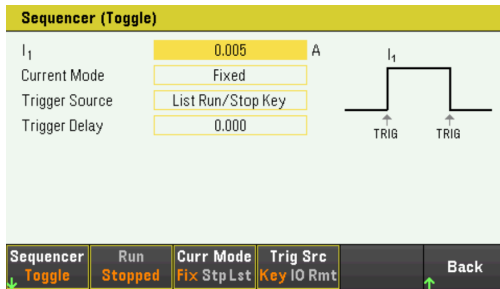 Sequencer (Toggle)
I1 0.005 A
Current Mode Fixed
Trigger Source List Run/Stop Key
Trigger Delay 0.000
I1
TRIG TRIG
Sequencer Run Curr Mode Trig Src
Toggle Stopped Fix Stp Lst Key IO Rmt Back